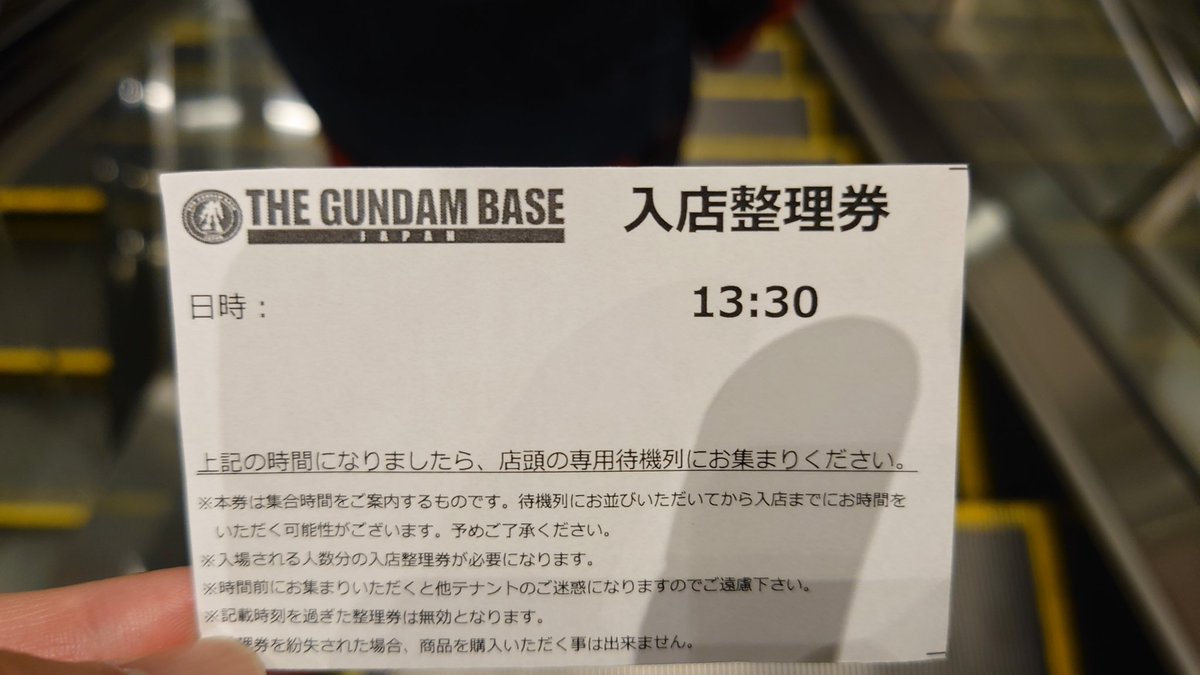 THE GUNDAM BASE
JAPAN
入店整理券
日時：
13:30
上記の時間になりましたら、店頭の専用待機列にお集まりください。
※本券は集合時間をご案内するものです。待機列にお並びいただいてから入店までにお時間を
いただく可能性がございます。予めご了承ください。
※入場される人数分の入店整理券が必要になります。
※時間前にお集まりいただくと他テナントのご迷惑になりますのでご遠慮下さい。
※記載時刻を過ぎた整理券は無効となります。
理券を紛失された場合、商品を購入いただく事は出来ません。